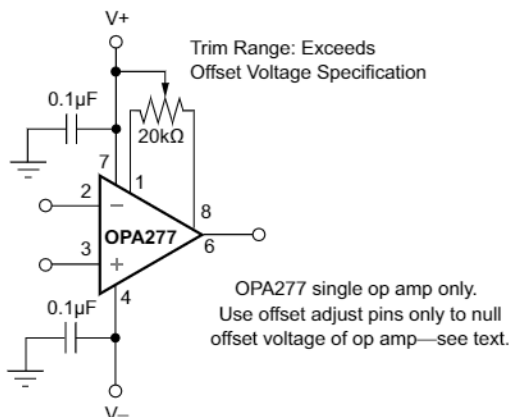 V+
Trim Range: Exceeds
Offset Voltage Specification
0.1µF
20kΩ
7
1
2
−
8
OPA277
6
3
+
4
0.1µF
OPA277 single op amp only.
Use offset adjust pins only to null
offset voltage of op amp—see text.
V−